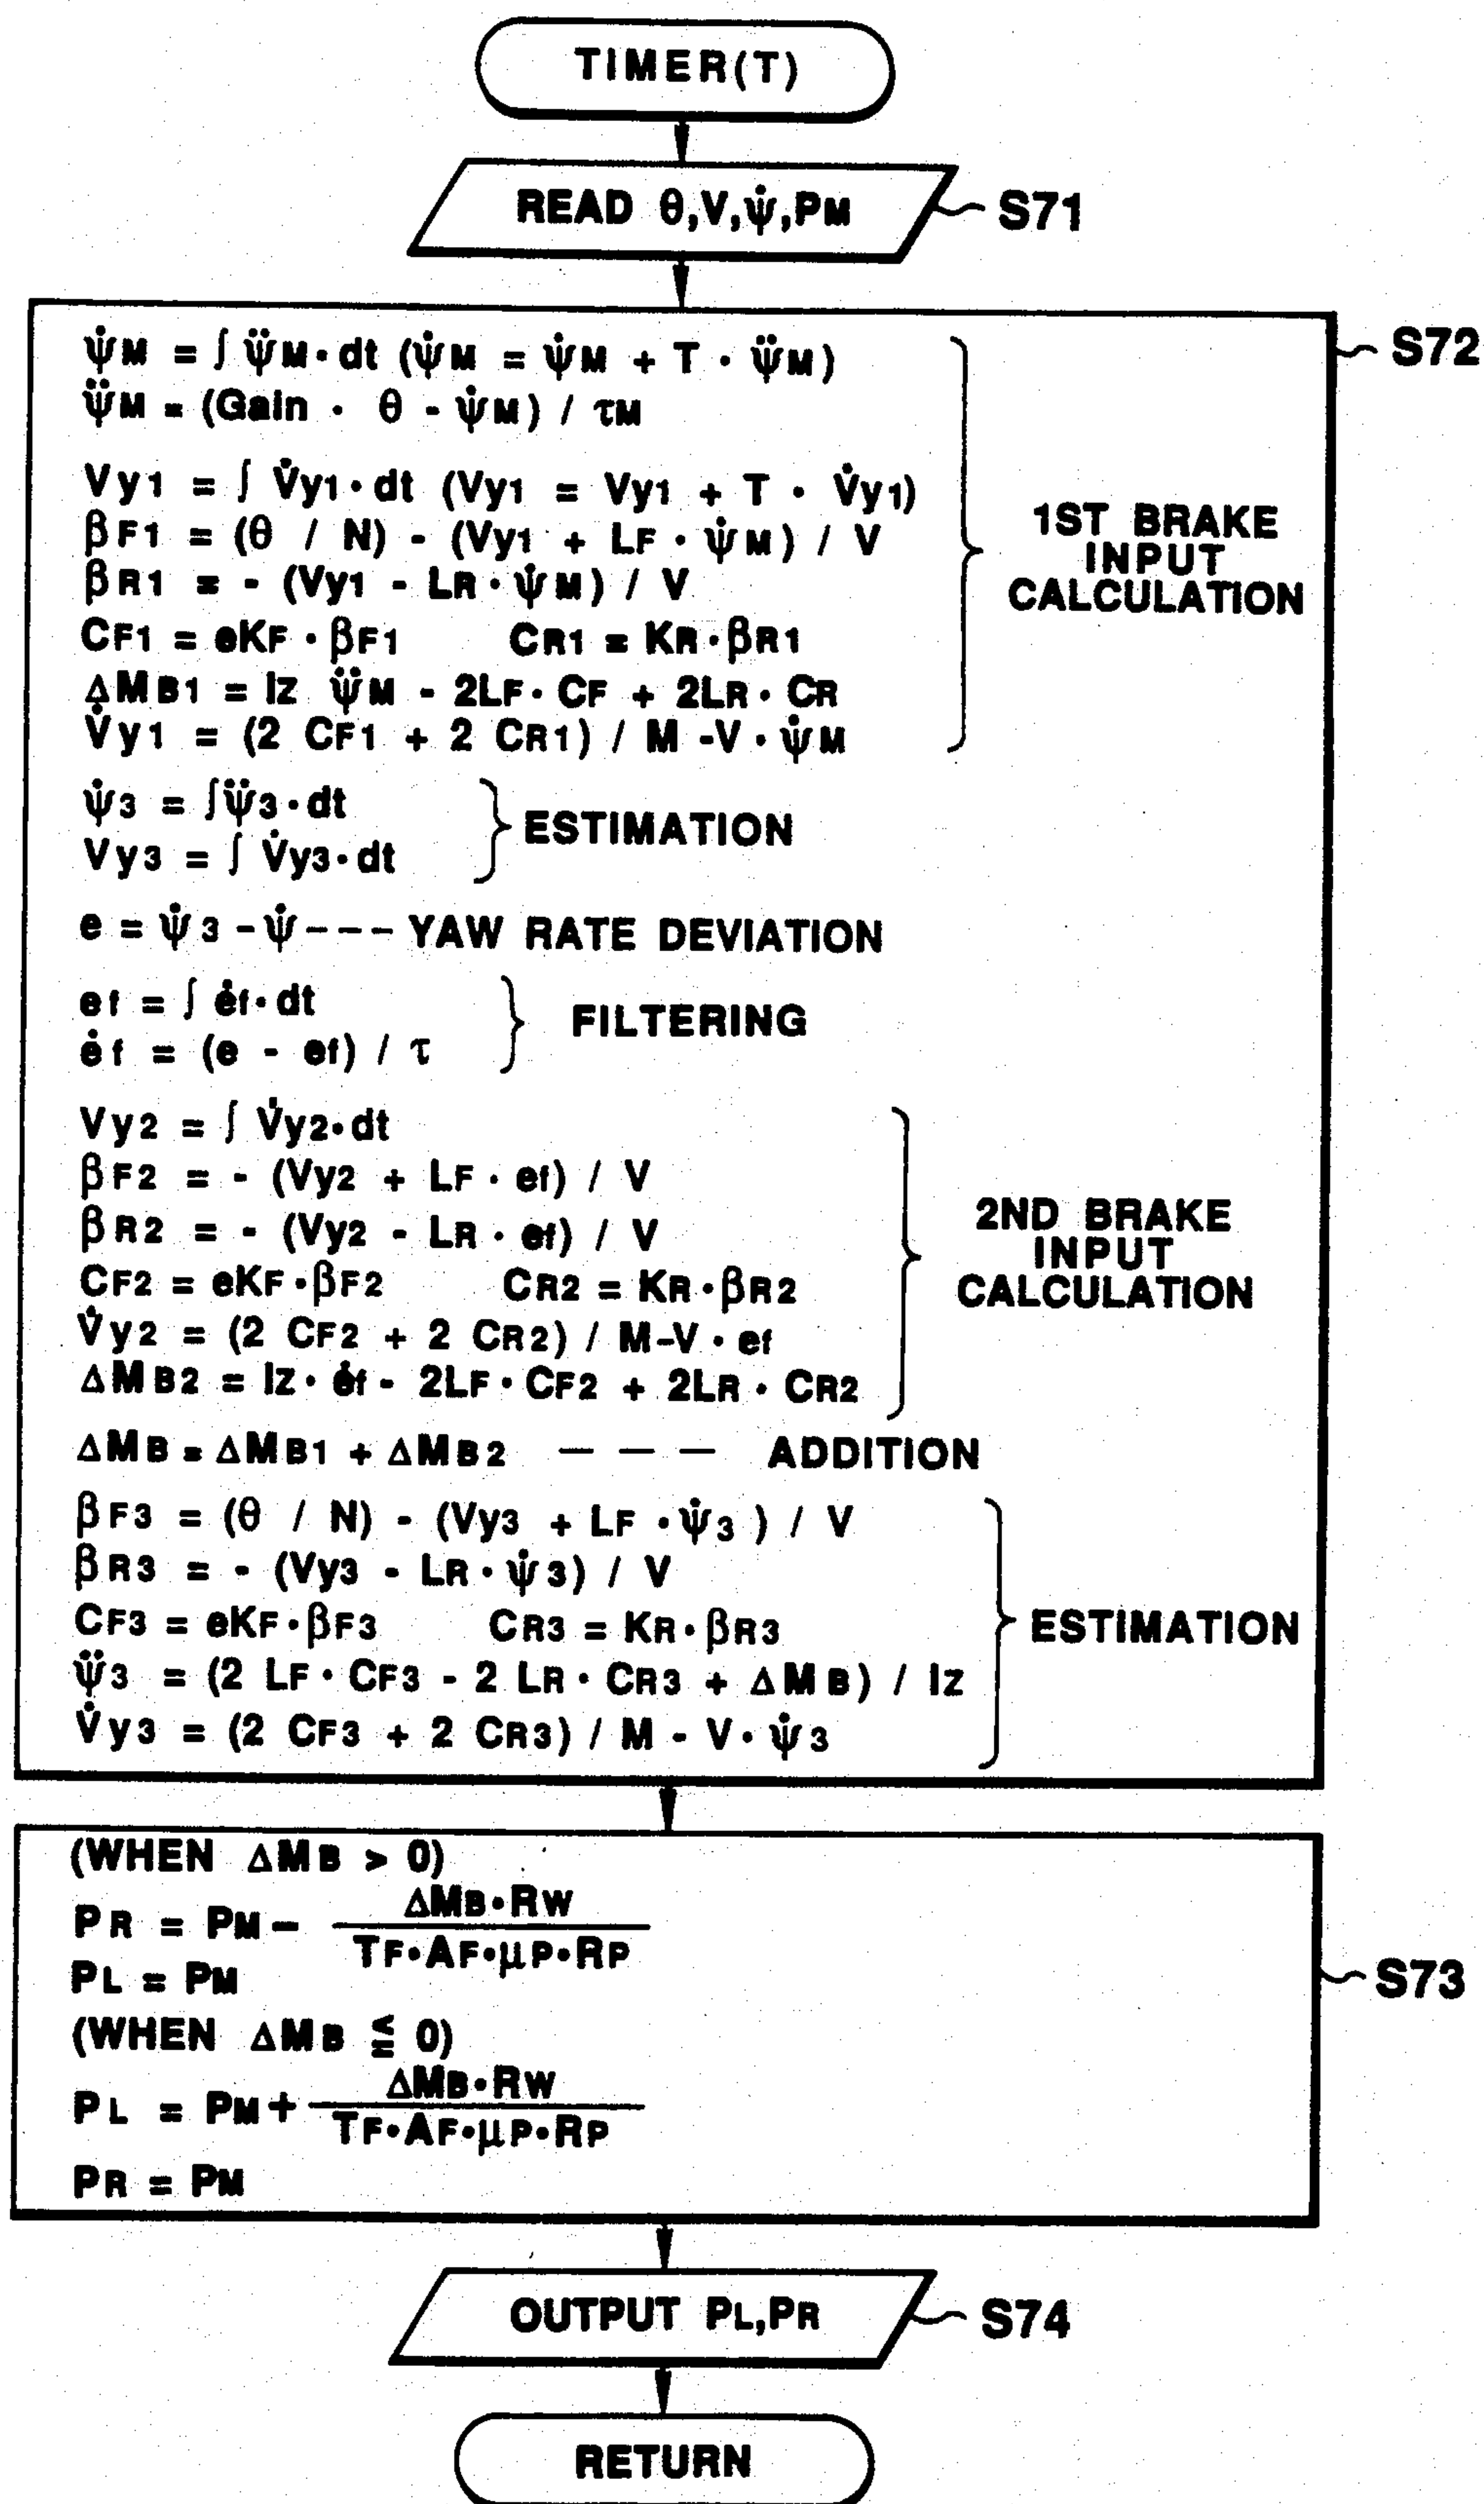 TIMER(T)
READ θ,V,ψ̇,PM
S71
S72
ψ̇M = ∫ ψ̈M·dt (ψ̇M = ψ̇M + T · ψ̈M)
ψ̈M = (Gain · θ - ψ̇M) / τM
Vy1 = ∫ V̇y1·dt (Vy1 = Vy1 + T · V̇y1)
βF1 = (θ / N) - (Vy1 + LF · ψ̇M) / V
βR1 = - (Vy1 - LR · ψ̇M) / V
CF1 = eKF · βF1 CR1 = KR·βR1
ΔMB1 = Iz ψ̈M - 2LF· CF + 2LR · CR
V̇y1 = (2 CF1 + 2 CR1) / M -V · ψ̇M
1ST BRAKE
INPUT
CALCULATION
ψ̇3 = ∫ψ̈3·dt
Vy3 = ∫ V̇y3·dt
ESTIMATION
e = ψ̇3 -ψ̇--- YAW RATE DEVIATION
ef = ∫ ėf·dt
ėf = (e - ef) / τ
FILTERING
Vy2 = ∫ V̇y2·dt
βF2 = - (Vy2 + LF · ef) / V
βR2 = - (Vy2 - LR · ef) / V
CF2 = eKF·βF2 CR2 = KR·βR2
V̇y2 = (2 CF2 + 2 CR2) / M-V · ef
ΔMB2 = Iz· ėf - 2LF· CF2 + 2LR · CR2
2ND BRAKE
INPUT
CALCULATION
ΔMB = ΔMB1 + ΔMB2 — — — ADDITION
βF3 = (θ / N) - (Vy3 + LF ·ψ̇3 ) / V
βR3 = - (Vy3 - LR · ψ̇3) / V
CF3 = eKF·βF3 CR3 = KR·βR3
ψ̈3 = (2 LF· CF3 - 2 LR· CR3 + ΔMB) / Iz
V̇y3 = (2 CF3 + 2 CR3) / M - V· ψ̇3
ESTIMATION
(WHEN ΔMB > 0)
PR = PM- ΔMB·RW / TF·AF·μP·RP
PL = PM
(WHEN ΔMB ≦ 0)
PL = PM+ ΔMB·RW / TF·AF·μP·RP
PR = PM
S73
OUTPUT PL,PR
S74
RETURN